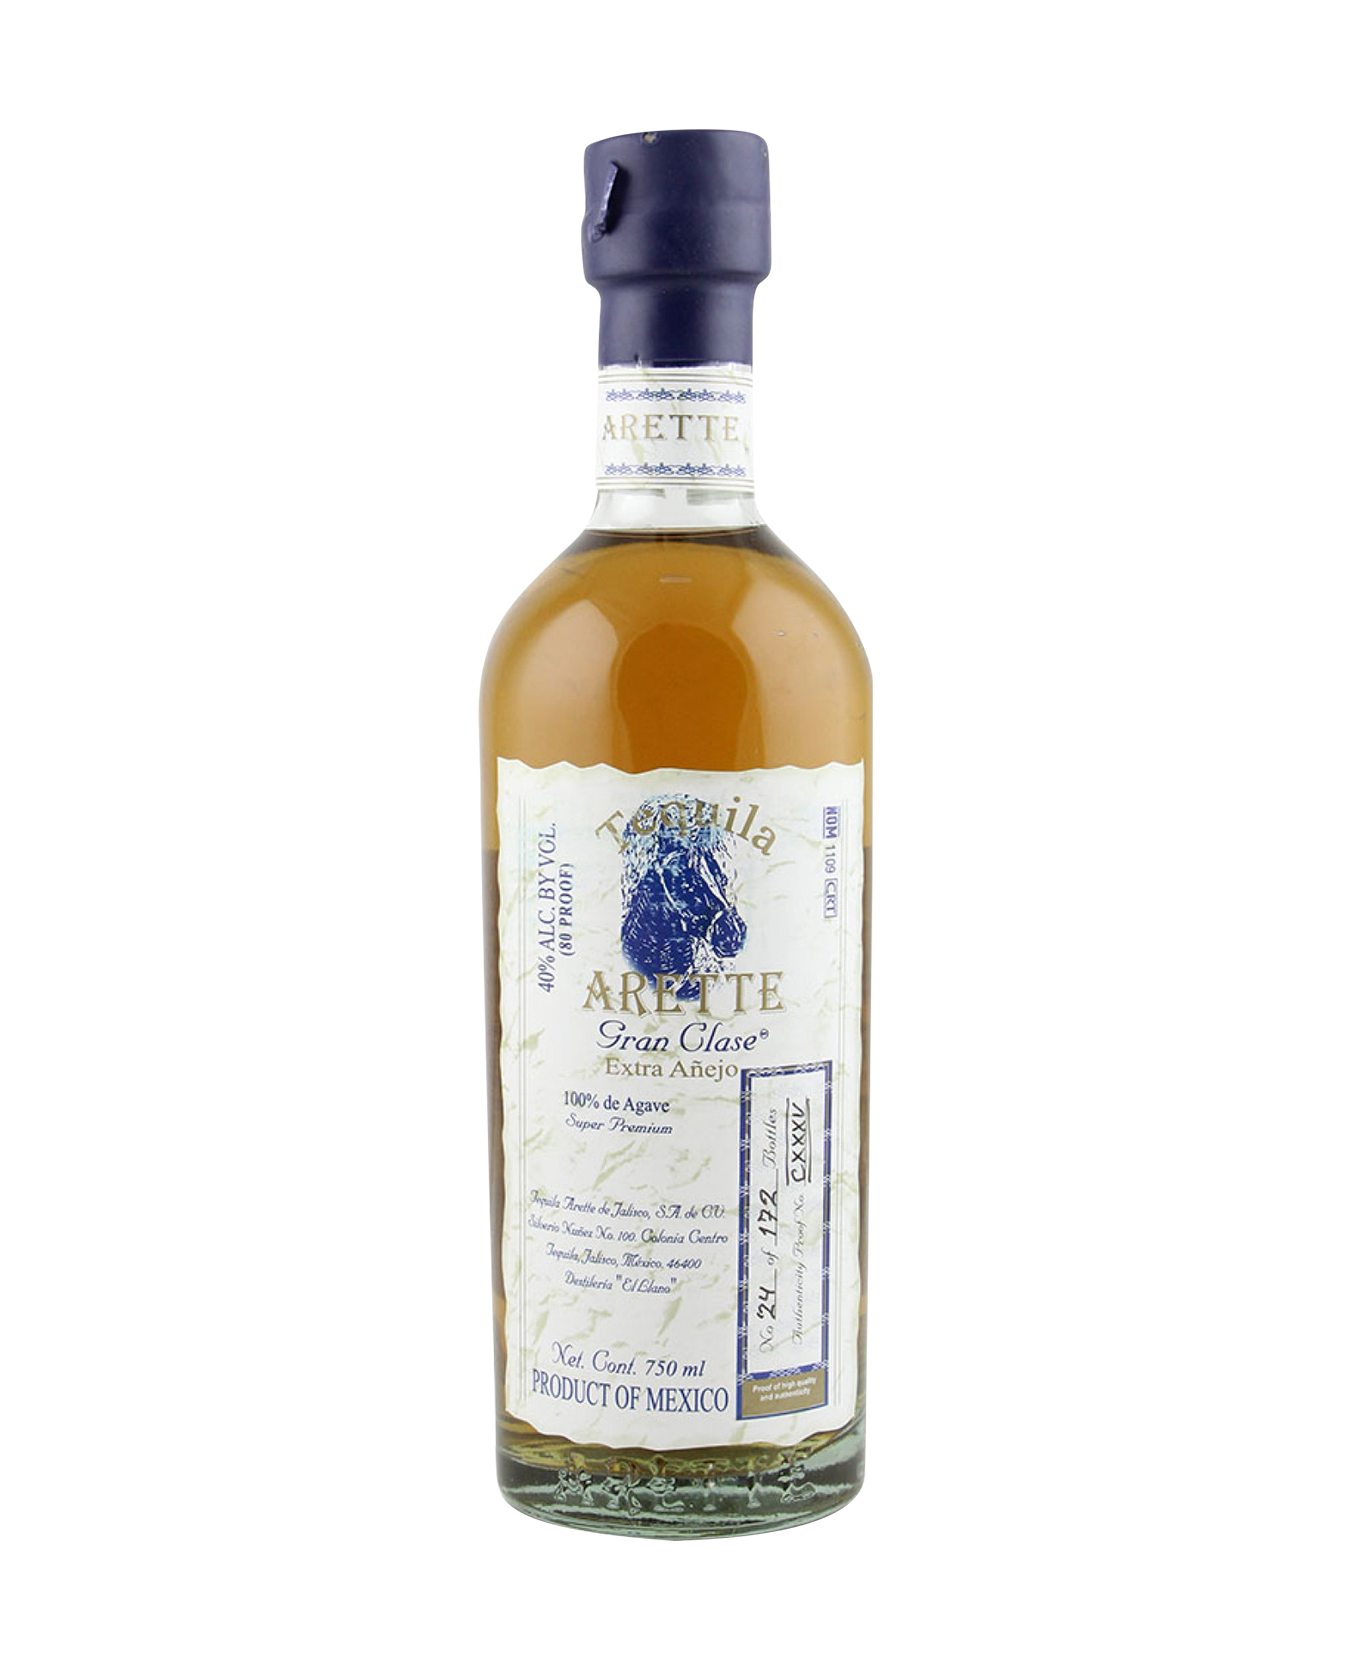 ARETTE
Tequila
ARETTE
Gran Clase
Extra Añejo
40% ALC. BY VOL.
(80 PROOF)
NOM 1109 CRT
100% de Agave
Super Premium
Tequila Arette de Jalisco, S.A. de C.V.
Silverio Nuñez No. 100. Colonia Centro
Tequila, Jalisco, México, 46400
Destilería "El Llano"
Net. Cont. 750 ml
PRODUCT OF MEXICO
No. 24 of 172 Bottles
Authenticity Proof No. CXXXV
Proof of high quality
and authenticity